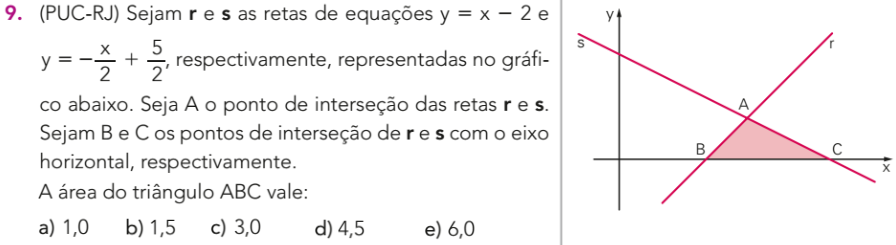 9. (PUC-RJ) Sejam r e s as retas de equações y = x − 2 e
y = −x/2 + 5/2, respectivamente, representadas no gráfi-
co abaixo. Seja A o ponto de interseção das retas r e s.
Sejam B e C os pontos de interseção de r e s com o eixo
horizontal, respectivamente.
A área do triângulo ABC vale:
a) 1,0 b) 1,5 c) 3,0 d) 4,5 e) 6,0
y
s
r
A
B
C
x